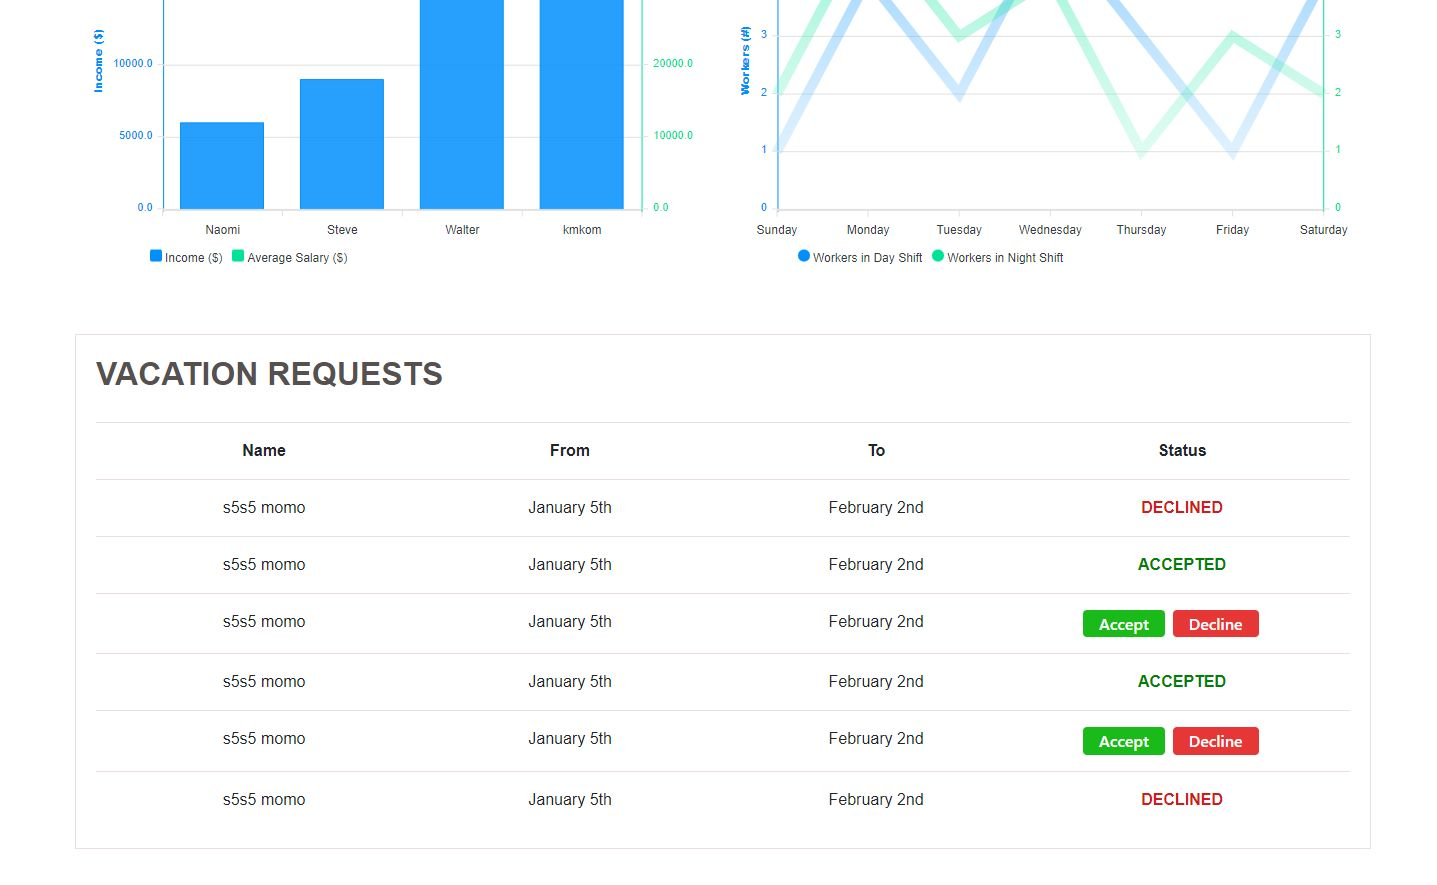 Income ($)
10000.0
5000.0
0.0
20000.0
10000.0
0.0
Naomi Steve Walter kmkom
Income ($) Average Salary ($)
Workers (#)
3
2
1
0
3
2
1
0
Sunday Monday Tuesday Wednesday Thursday Friday Saturday
Workers in Day Shift Workers in Night Shift
VACATION REQUESTS
Name From To Status
s5s5 momo January 5th February 2nd DECLINED
s5s5 momo January 5th February 2nd ACCEPTED
s5s5 momo January 5th February 2nd Accept Decline
s5s5 momo January 5th February 2nd ACCEPTED
s5s5 momo January 5th February 2nd Accept Decline
s5s5 momo January 5th February 2nd DECLINED